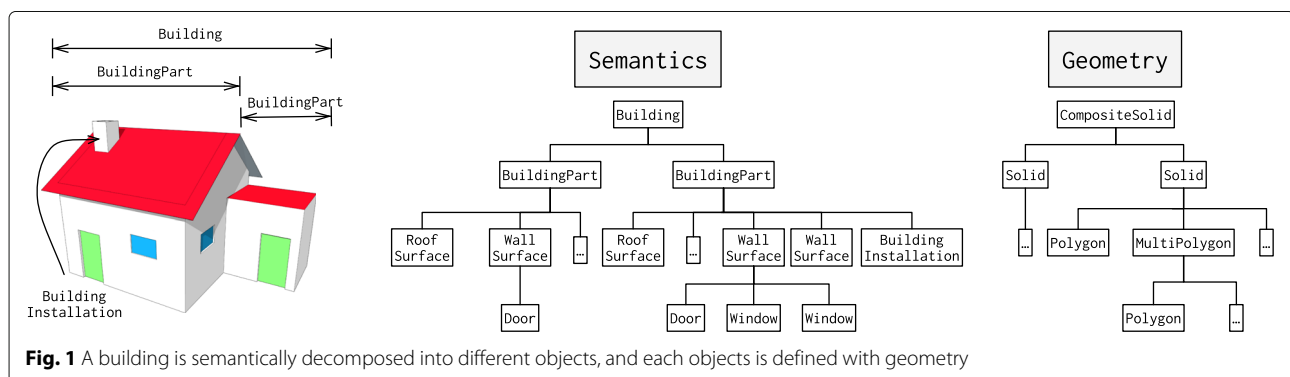 Building
BuildingPart
BuildingPart
Building
Installation
Semantics
Building
BuildingPart
BuildingPart
Roof
Surface
Wall
Surface
…
Roof
Surface
…
Wall
Surface
Wall
Surface
Building
Installation
Door
Door
Window
Window
Geometry
CompositeSolid
Solid
Solid
…
Polygon
MultiPolygon
…
Polygon
…
Fig. 1 A building is semantically decomposed into different objects, and each objects is defined with geometry